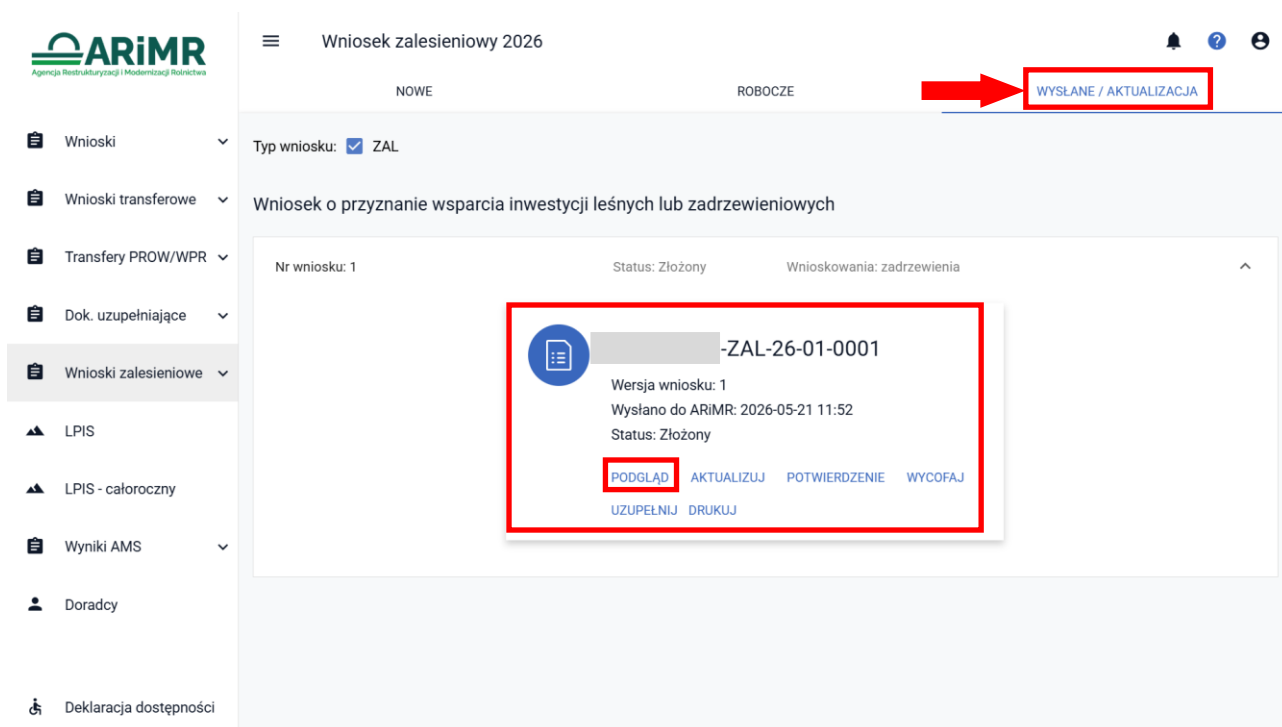 ARiMR
Agencja Restrukturyzacji i Modernizacji Rolnictwa
Wniosek zalesieniowy 2026
?
NOWE
ROBOCZE
WYSŁANE / AKTUALIZACJA
Wnioski
Wnioski transferowe
Transfery PROW/WPR
Dok. uzupełniające
Wnioski zalesieniowe
LPIS
LPIS - całoroczny
Wyniki AMS
Doradcy
Deklaracja dostępności
Typ wniosku: ZAL
Wniosek o przyznanie wsparcia inwestycji leśnych lub zadrzewieniowych
Nr wniosku: 1 Status: Złożony Wnioskowania: zadrzewienia
-ZAL-26-01-0001
Wersja wniosku: 1
Wysłano do ARiMR: 2026-05-21 11:52
Status: Złożony
PODGLĄD AKTUALIZUJ POTWIERDZENIE WYCOFAJ
UZUPEŁNIJ DRUKUJ